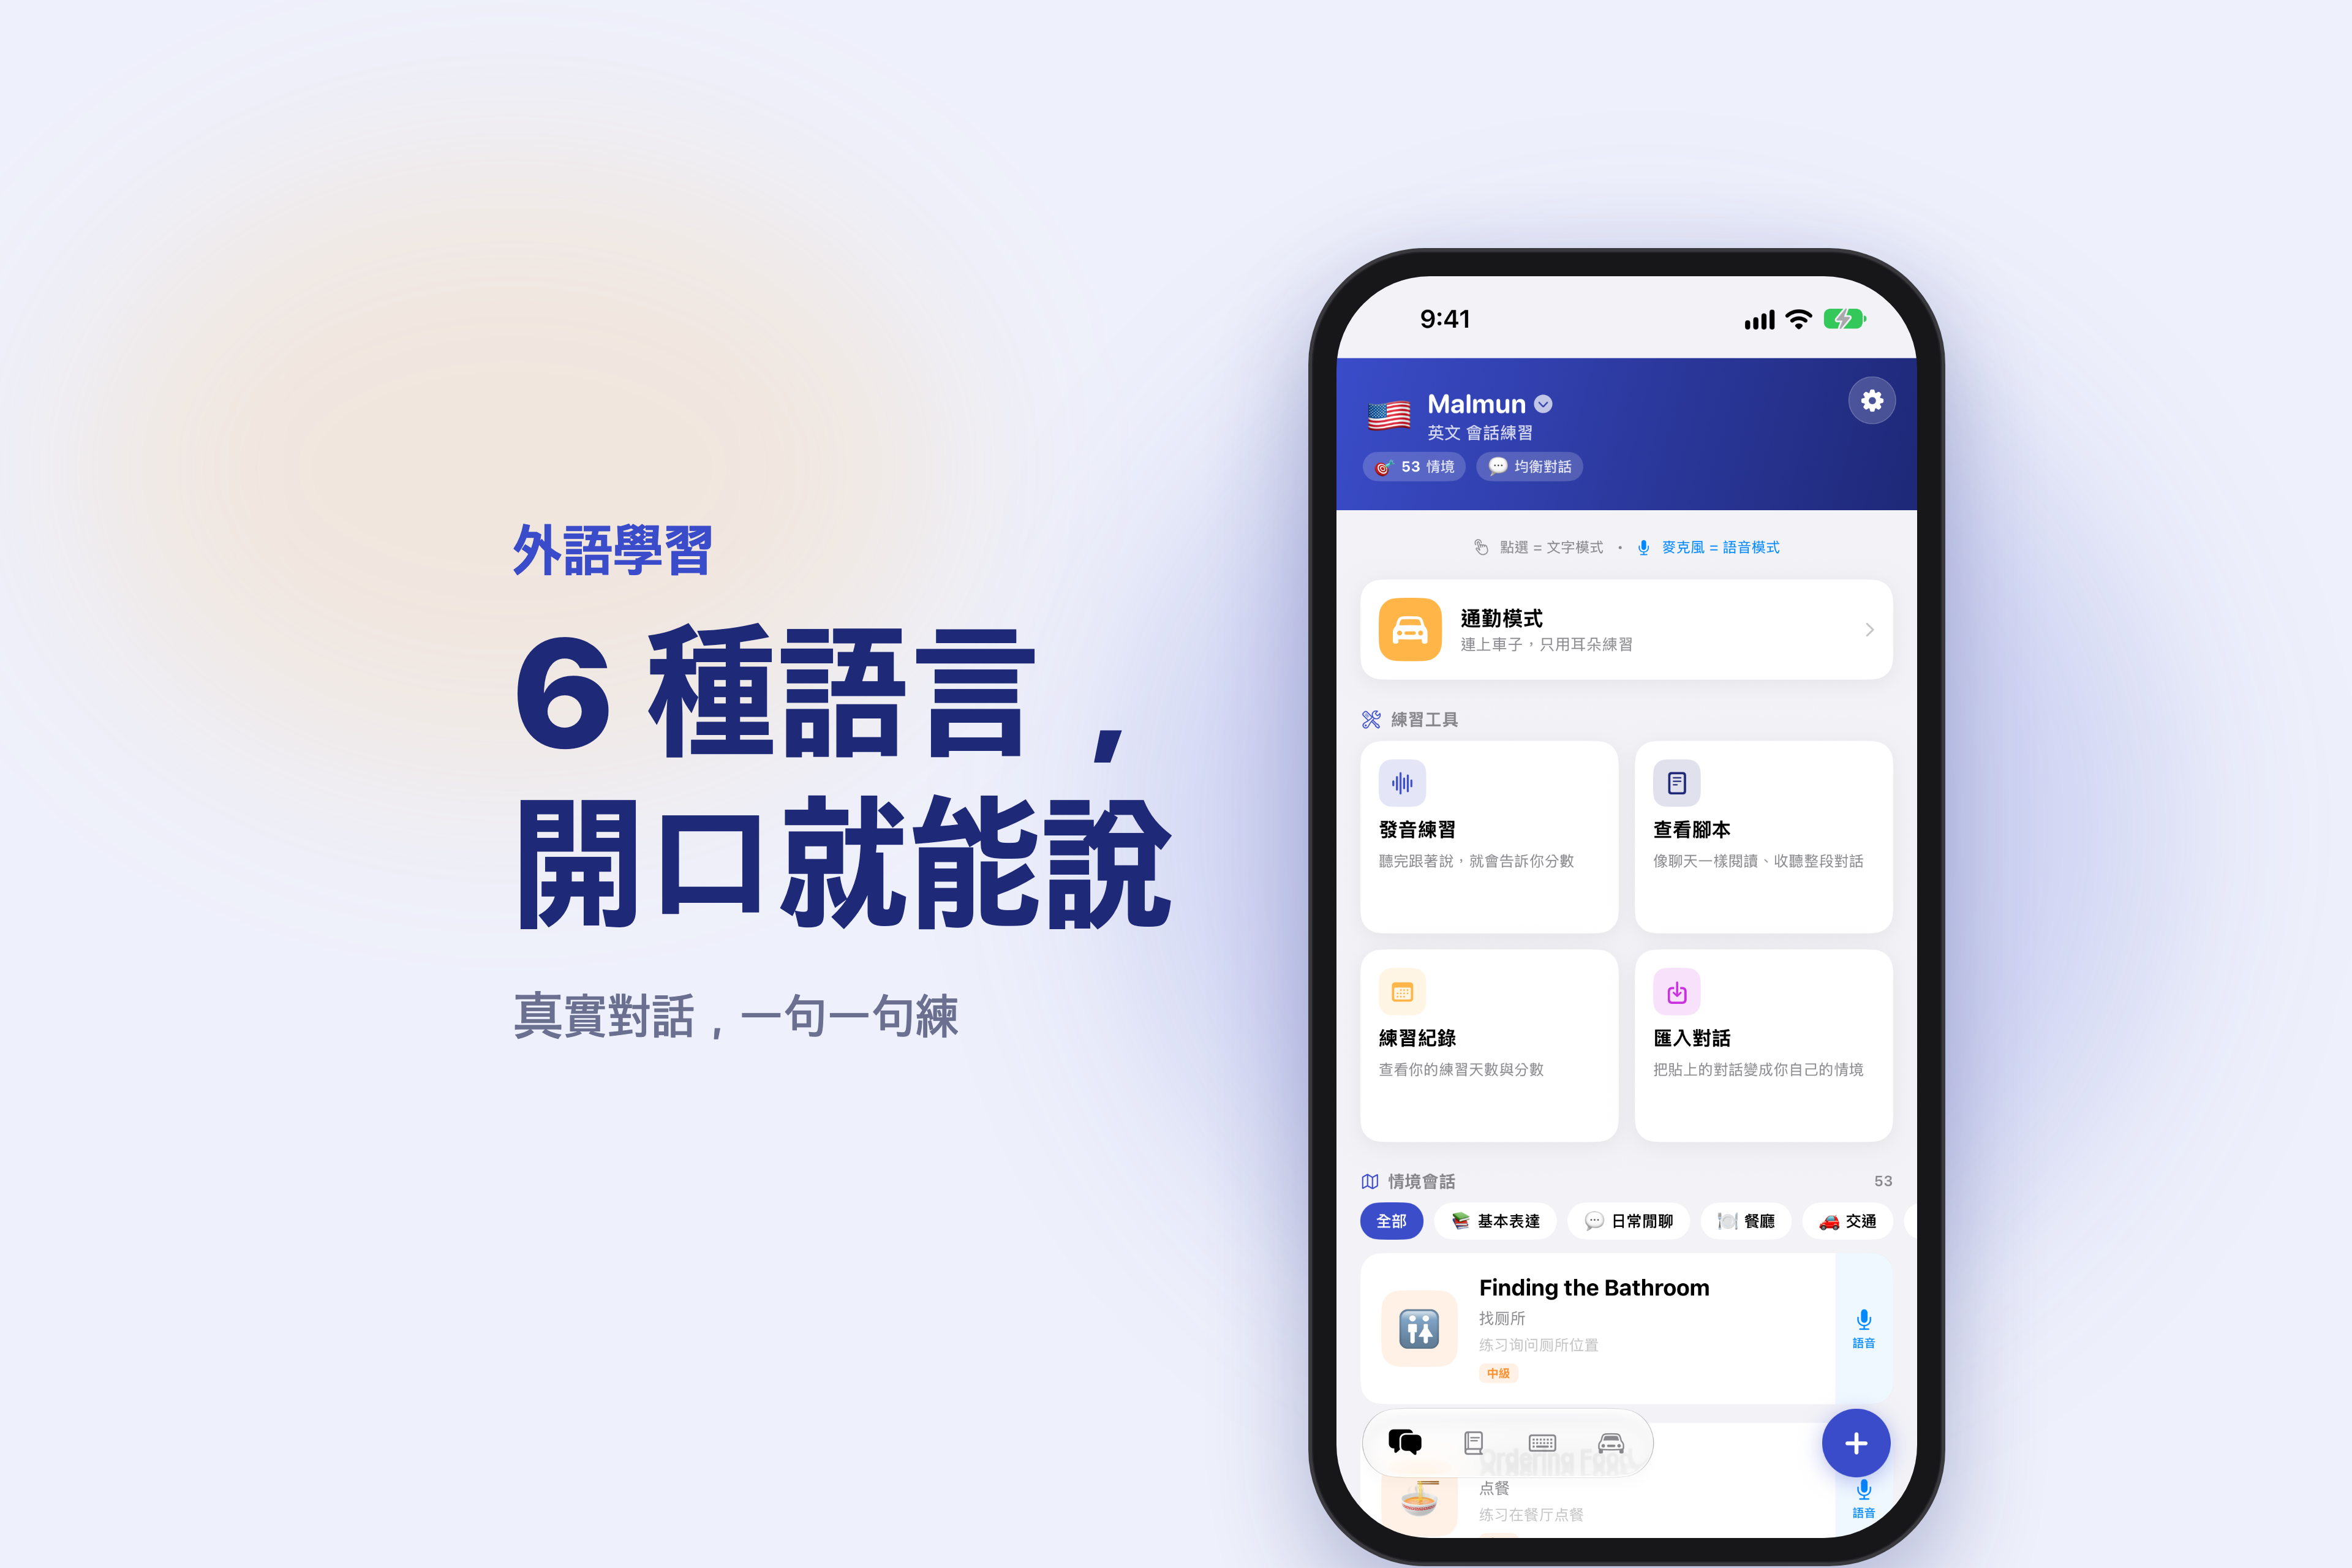 外語學習
6 種語言，
開口就能說
真實對話，一句一句練
9:41
Malmun
英文 會話練習
53 情境
均衡對話
點選 = 文字模式 · 麥克風 = 語音模式
通勤模式
連上車子，只用耳朵練習
練習工具
發音練習
聽完跟著說，就會告訴你分數
查看腳本
像聊天一樣閱讀、收聽整段對話
練習紀錄
查看你的練習天數與分數
匯入對話
把貼上的對話變成你自己的情境
情境會話
53
全部
基本表達
日常閒聊
餐廳
交通
Finding the Bathroom
找厕所
练习询问厕所位置
中級
語音
Ordering Food
点餐
练习在餐厅点餐
語音